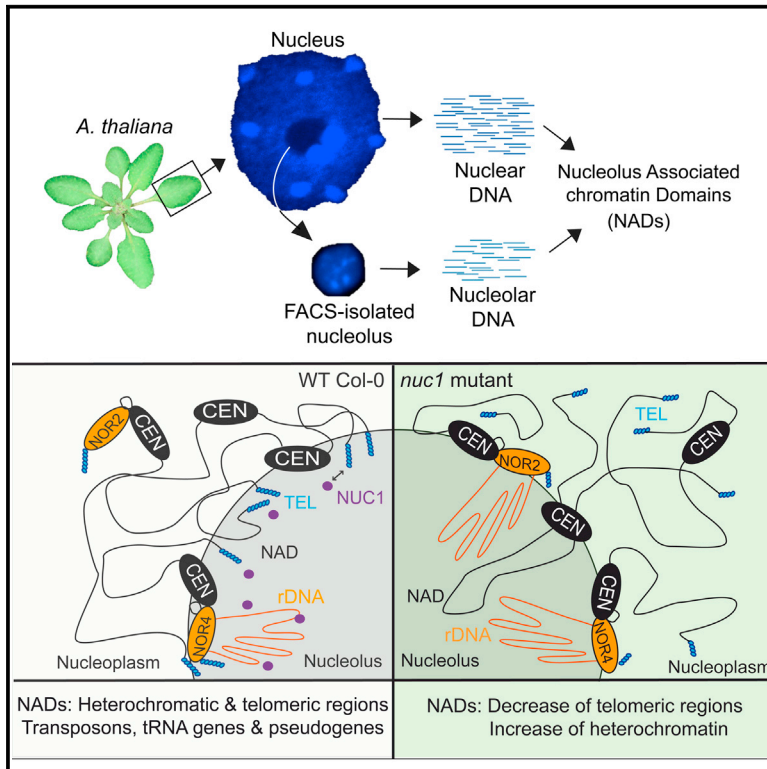 Nucleus
A. thaliana
Nuclear
DNA
Nucleolus Associated
chromatin Domains
(NADs)
FACS-isolated
nucleolus
Nucleolar
DNA
WT Col-0
CEN
NOR2
CEN
CEN
TEL
NUC1
NAD
CEN
rDNA
NOR4
Nucleoplasm
Nucleolus
nuc1 mutant
TEL
CEN
NOR2
CEN
CEN
NAD
CEN
rDNA
NOR4
Nucleolus
Nucleoplasm
NADs: Heterochromatic & telomeric regions
Transposons, tRNA genes & pseudogenes
NADs: Decrease of telomeric regions
Increase of heterochromatin